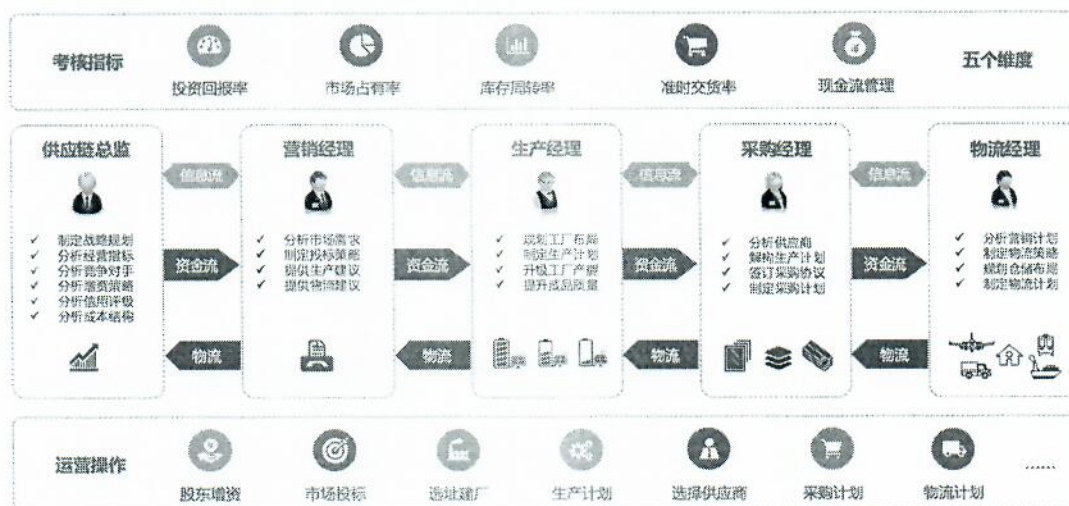 考核指标
投资回报率
市场占有率
库存周转率
准时交货率
现金流管理
五个维度
供应链总监
制定战略规划
分析经营指标
分析竞争对手
分析增资策略
分析信用评级
分析成本结构
信息流
资金流
物流
营销经理
分析市场需求
制定投标策略
提供生产建议
提供物流建议
信息流
资金流
物流
生产经理
规划工厂布局
制定生产计划
升级工厂产能
提升成品质量
信息流
资金流
物流
采购经理
分析供应商
解构生产计划
签订采购协议
制定采购计划
信息流
资金流
物流
物流经理
分析营销计划
制定物流策略
规划仓储布局
制定物流计划
运营操作
股东增资
市场投标
选址建厂
生产计划
选择供应商
采购计划
物流计划
……